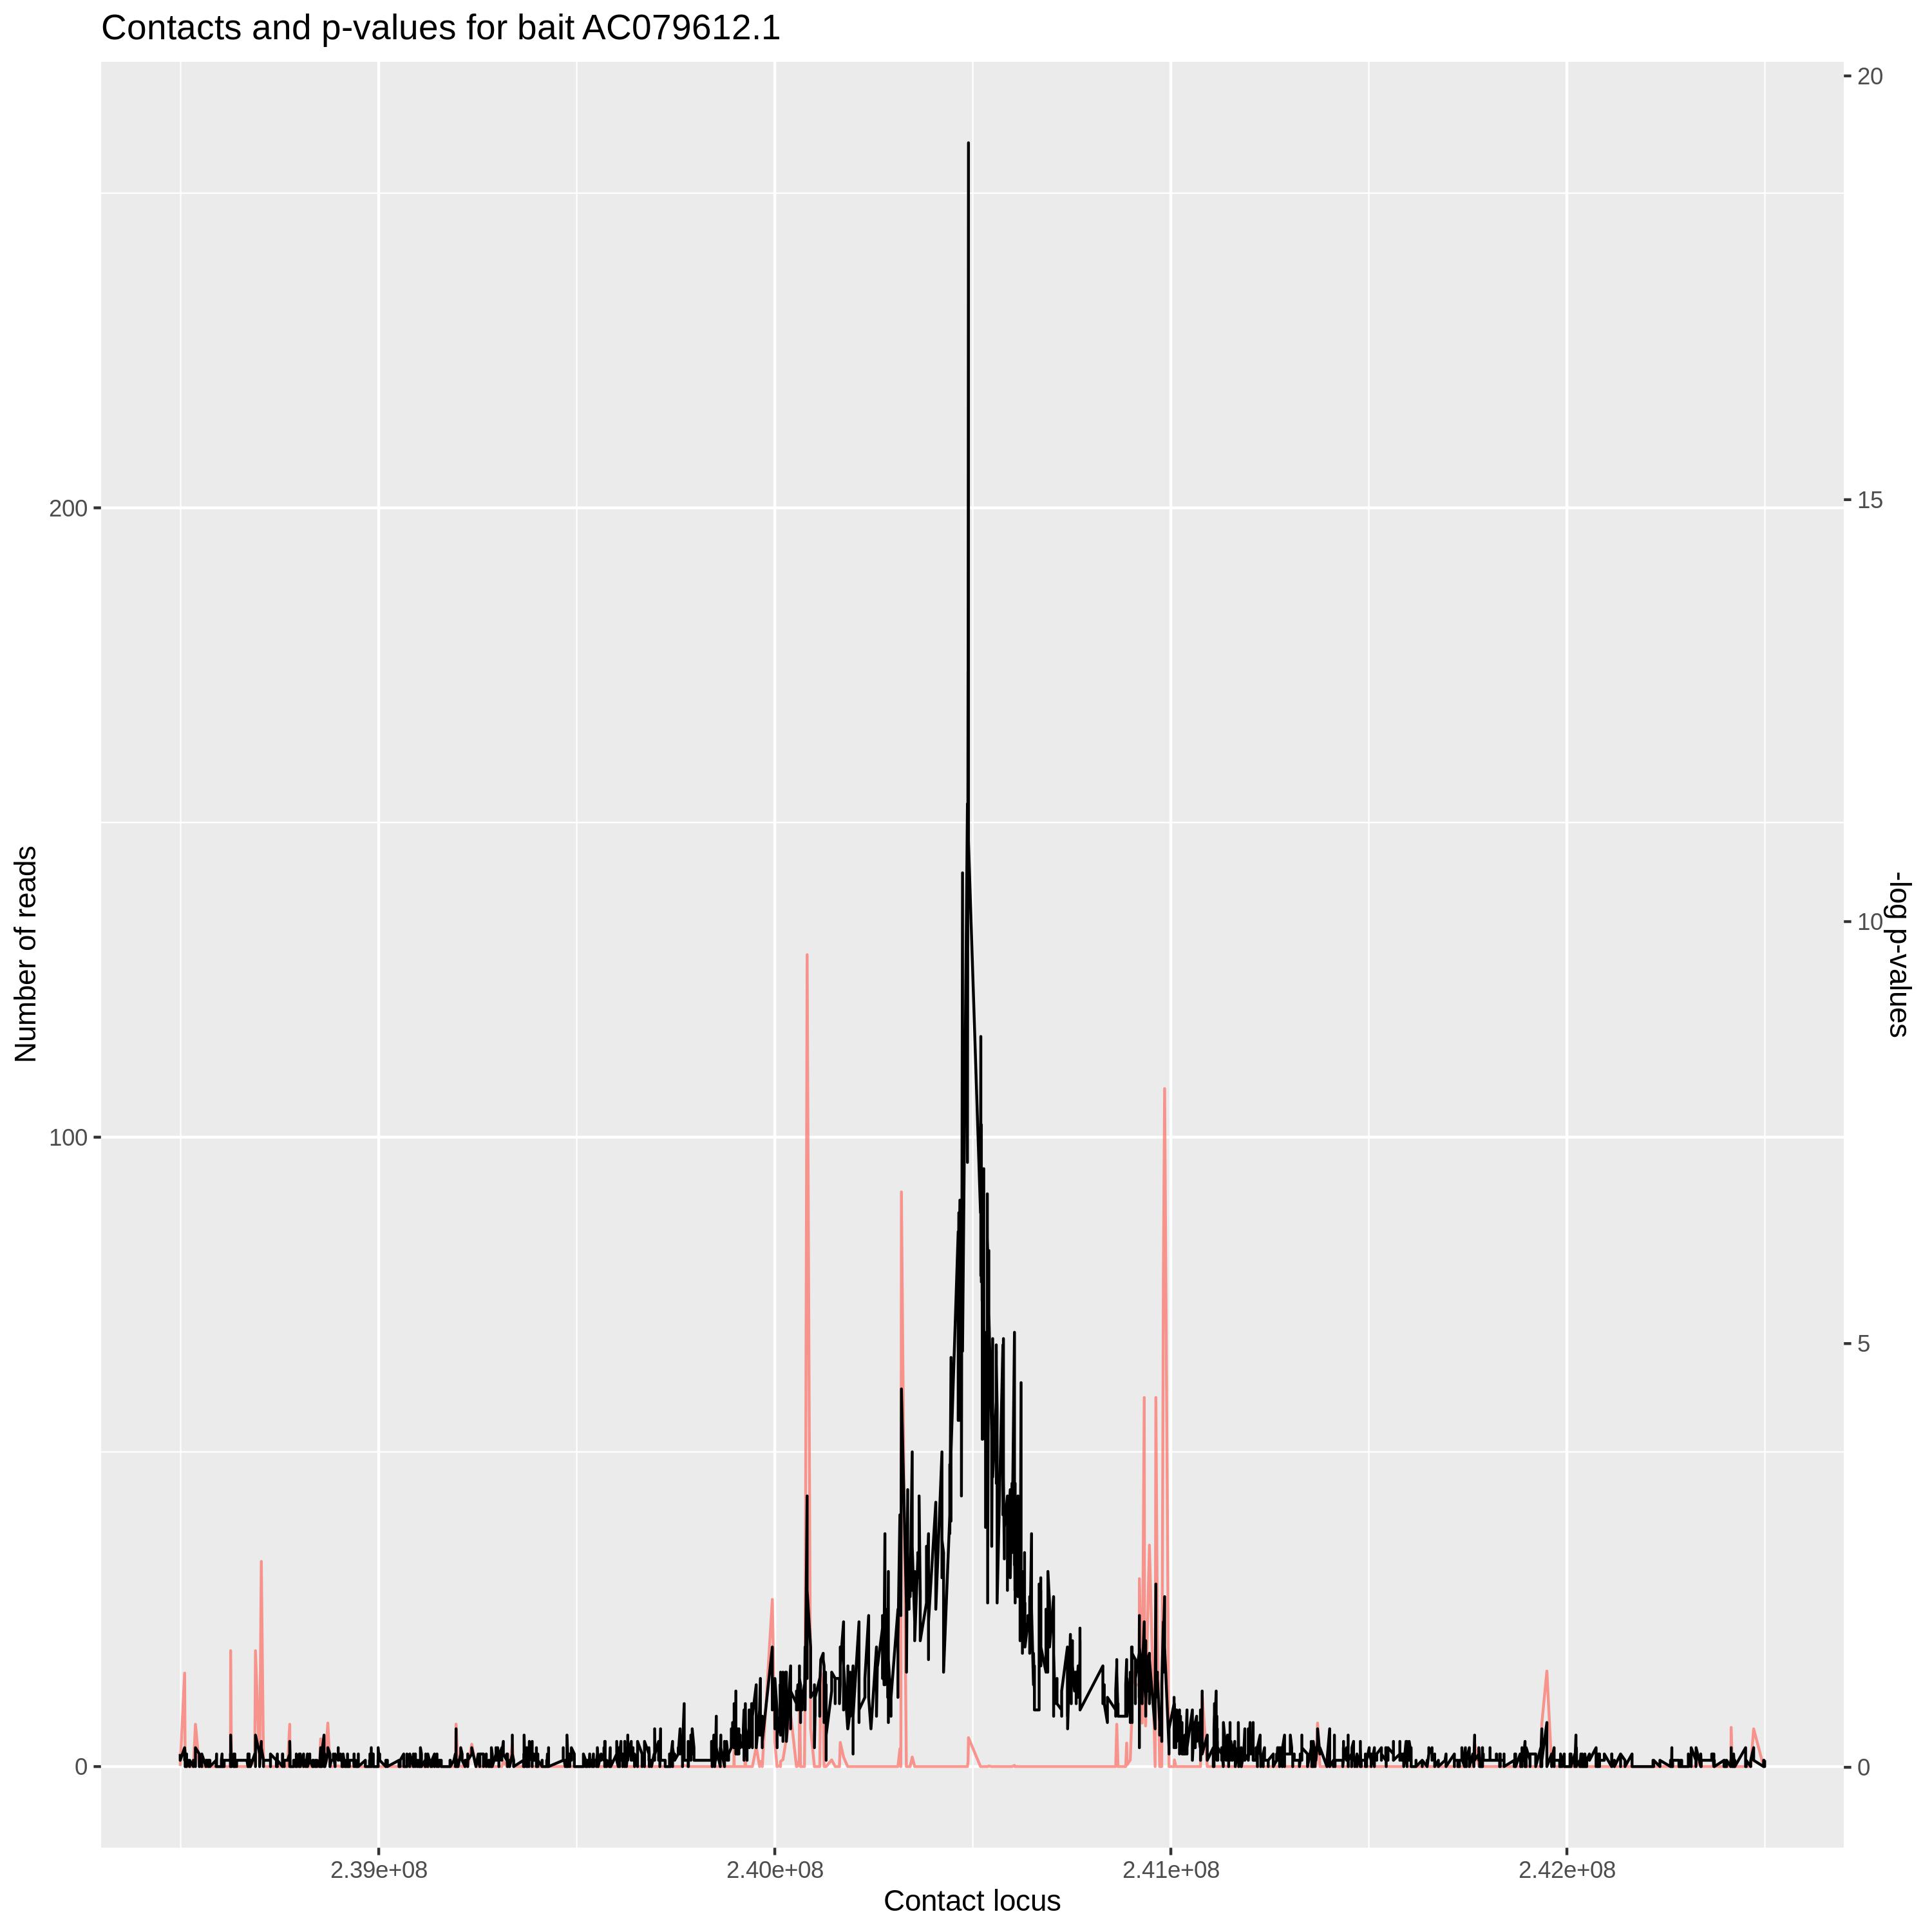 Contacts and p-values for bait AC079612.1
Number of reads
200
100
0
20
15
10
5
0
-log p-values
2.39e+08 2.40e+08 2.41e+08 2.42e+08
Contact locus